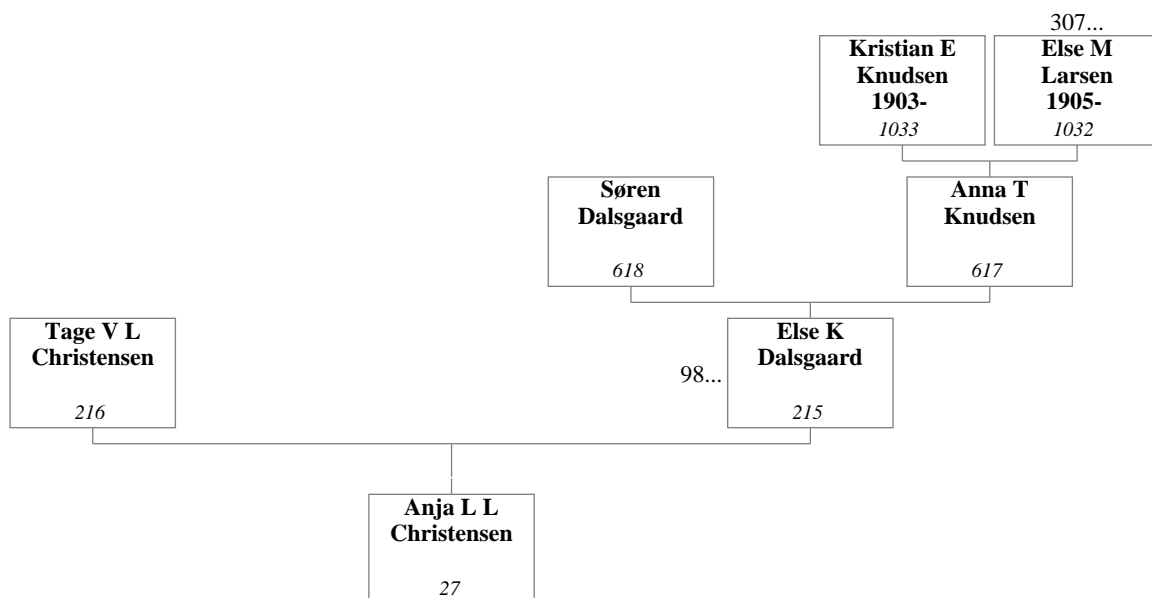 307...
Kristian E
Knudsen
1903-
1033
Else M
Larsen
1905-
1032
Søren
Dalsgaard
618
Anna T
Knudsen
617
Tage V L
Christensen
216
98...
Else K
Dalsgaard
215
Anja L L
Christensen
27